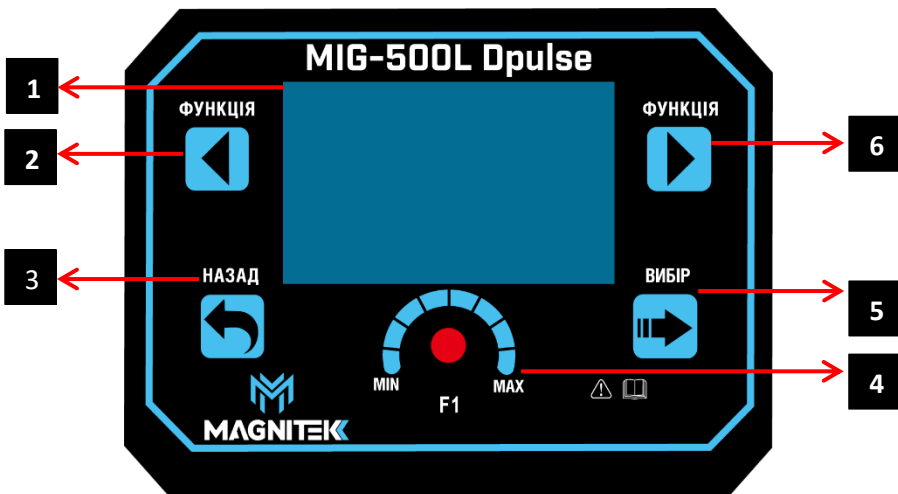 MIG-500L Dpulse
1
ФУНКЦІЯ
ФУНКЦІЯ
2
6
3
НАЗАД
ВИБІР
5
MIN
MAX
4
F1
MAGNITEK